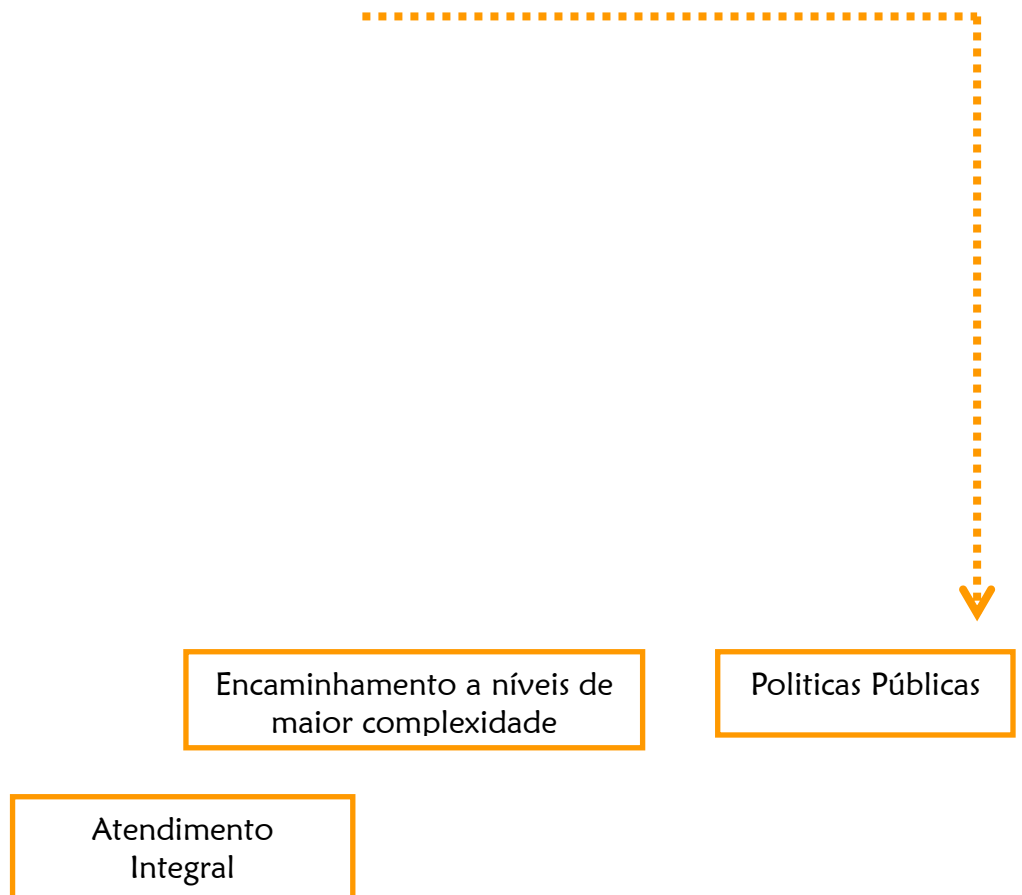 Encaminhamento a níveis de
maior complexidade
Politicas Públicas
Atendimento
Integral